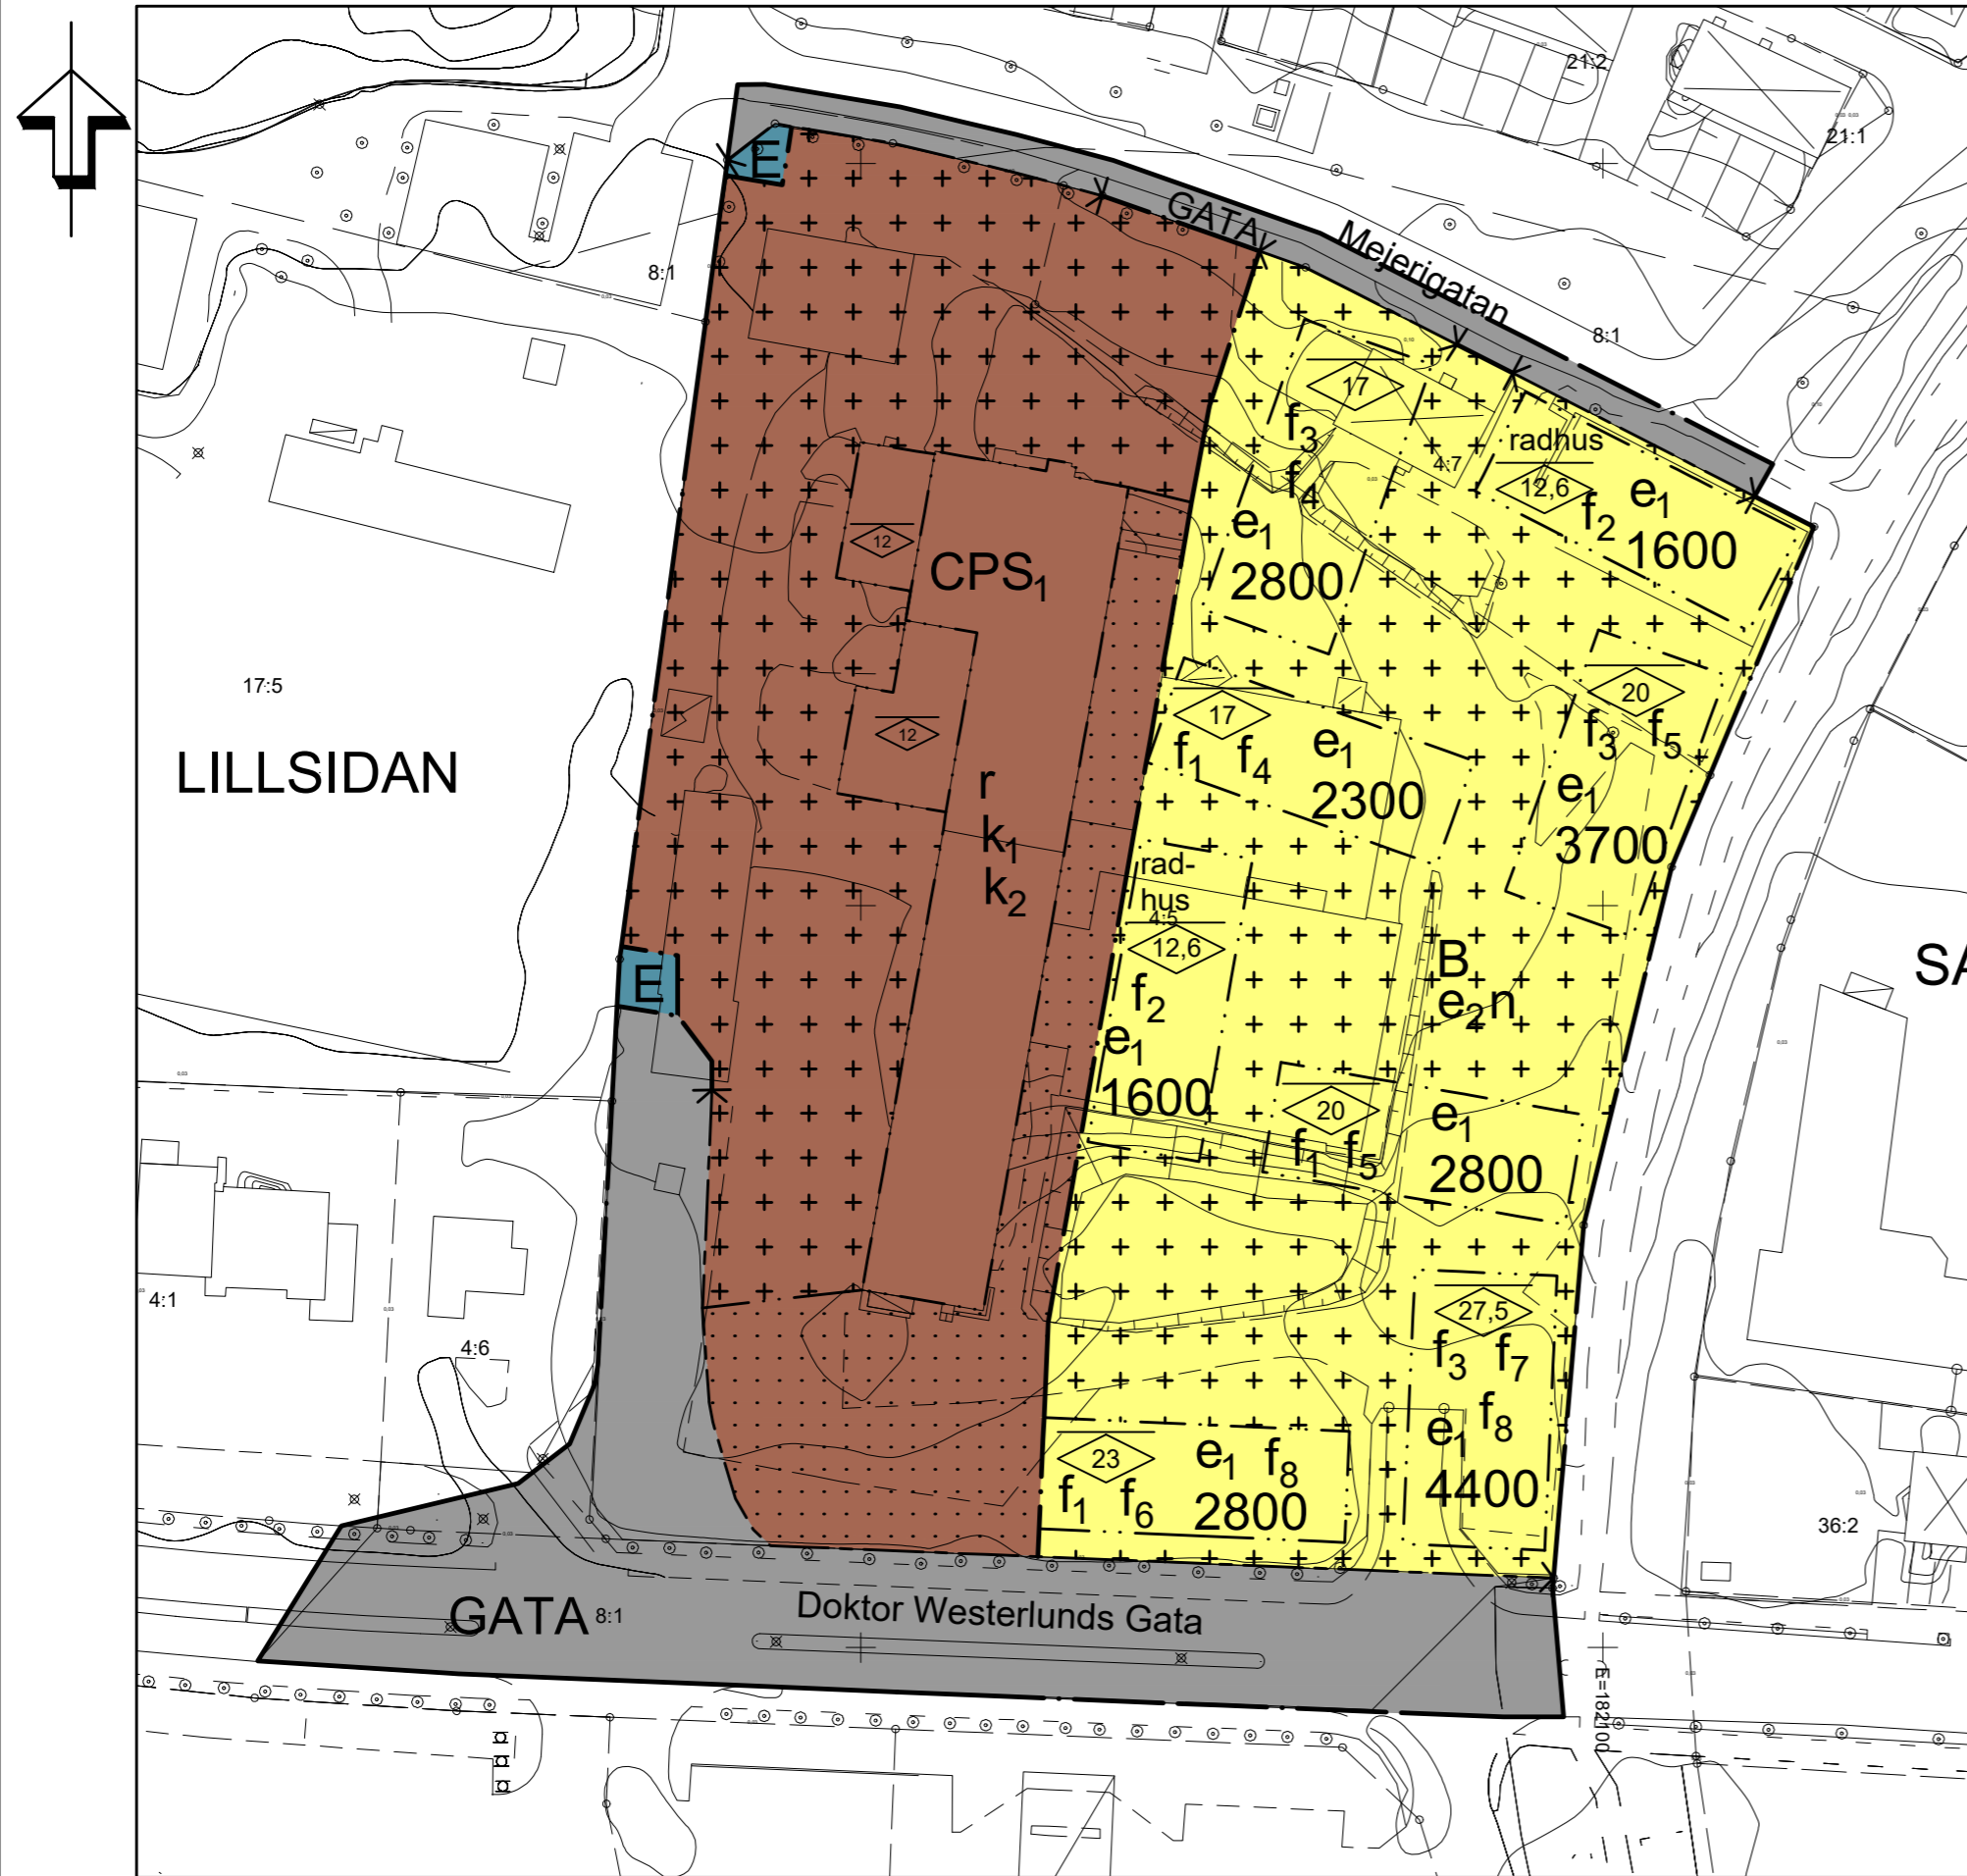 21:2
21:1
E
GATA
Mejerigatan
8:1
8:1
17
f3
f4
radhus
4:7
12,6
f2
e1
1600
e1
2800
12
CPS1
17:5
LILLSIDAN
12
20
f3 f5
e1
3700
17
f1 f4
e1
2300
r
k1
k2
rad-
hus
4:5
12,6
f2
e1
1600
B
e2n
SA
E
20
f1 f5
e1
2800
4:1
4:6
27,5
f3 f7
f8
e1
4400
23
f1 f6
e1 f8
2800
36:2
GATA 8:1
Doktor Westerlunds Gata
E=182100